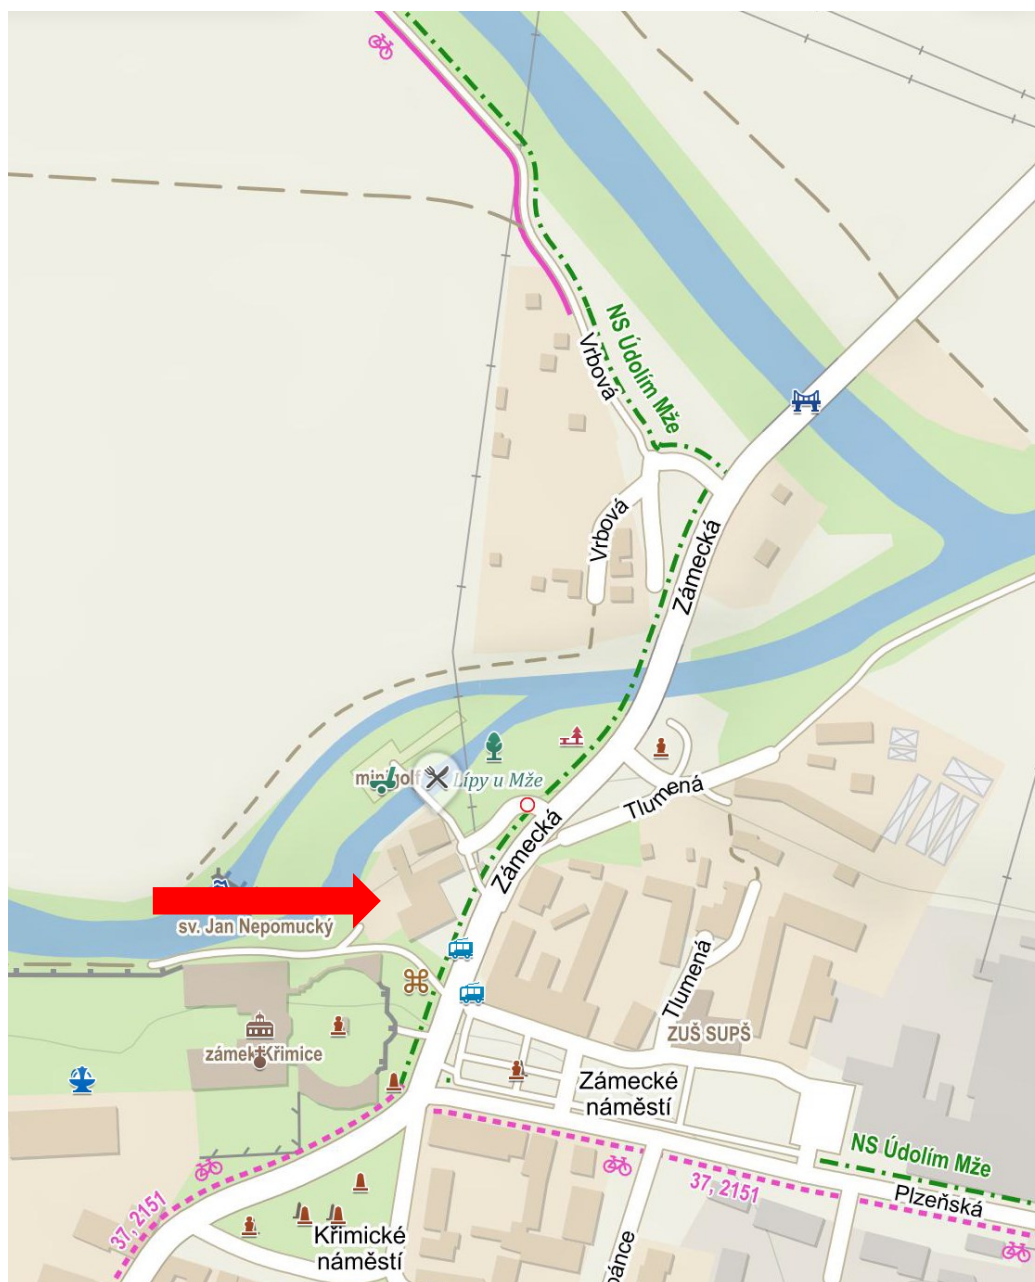 NS Údolím Mže
Vrbová
Vrbová
Zámecká
minigolf
Lípy u Mže
Tlumená
Zámecká
sv. Jan Nepomucký
Tlumená
ZUŠ SUPŠ
zámek Křimice
Zámecké
náměstí
NS Údolím Mže
37, 2151
Plzeňská
37, 2151
Křimické
náměstí